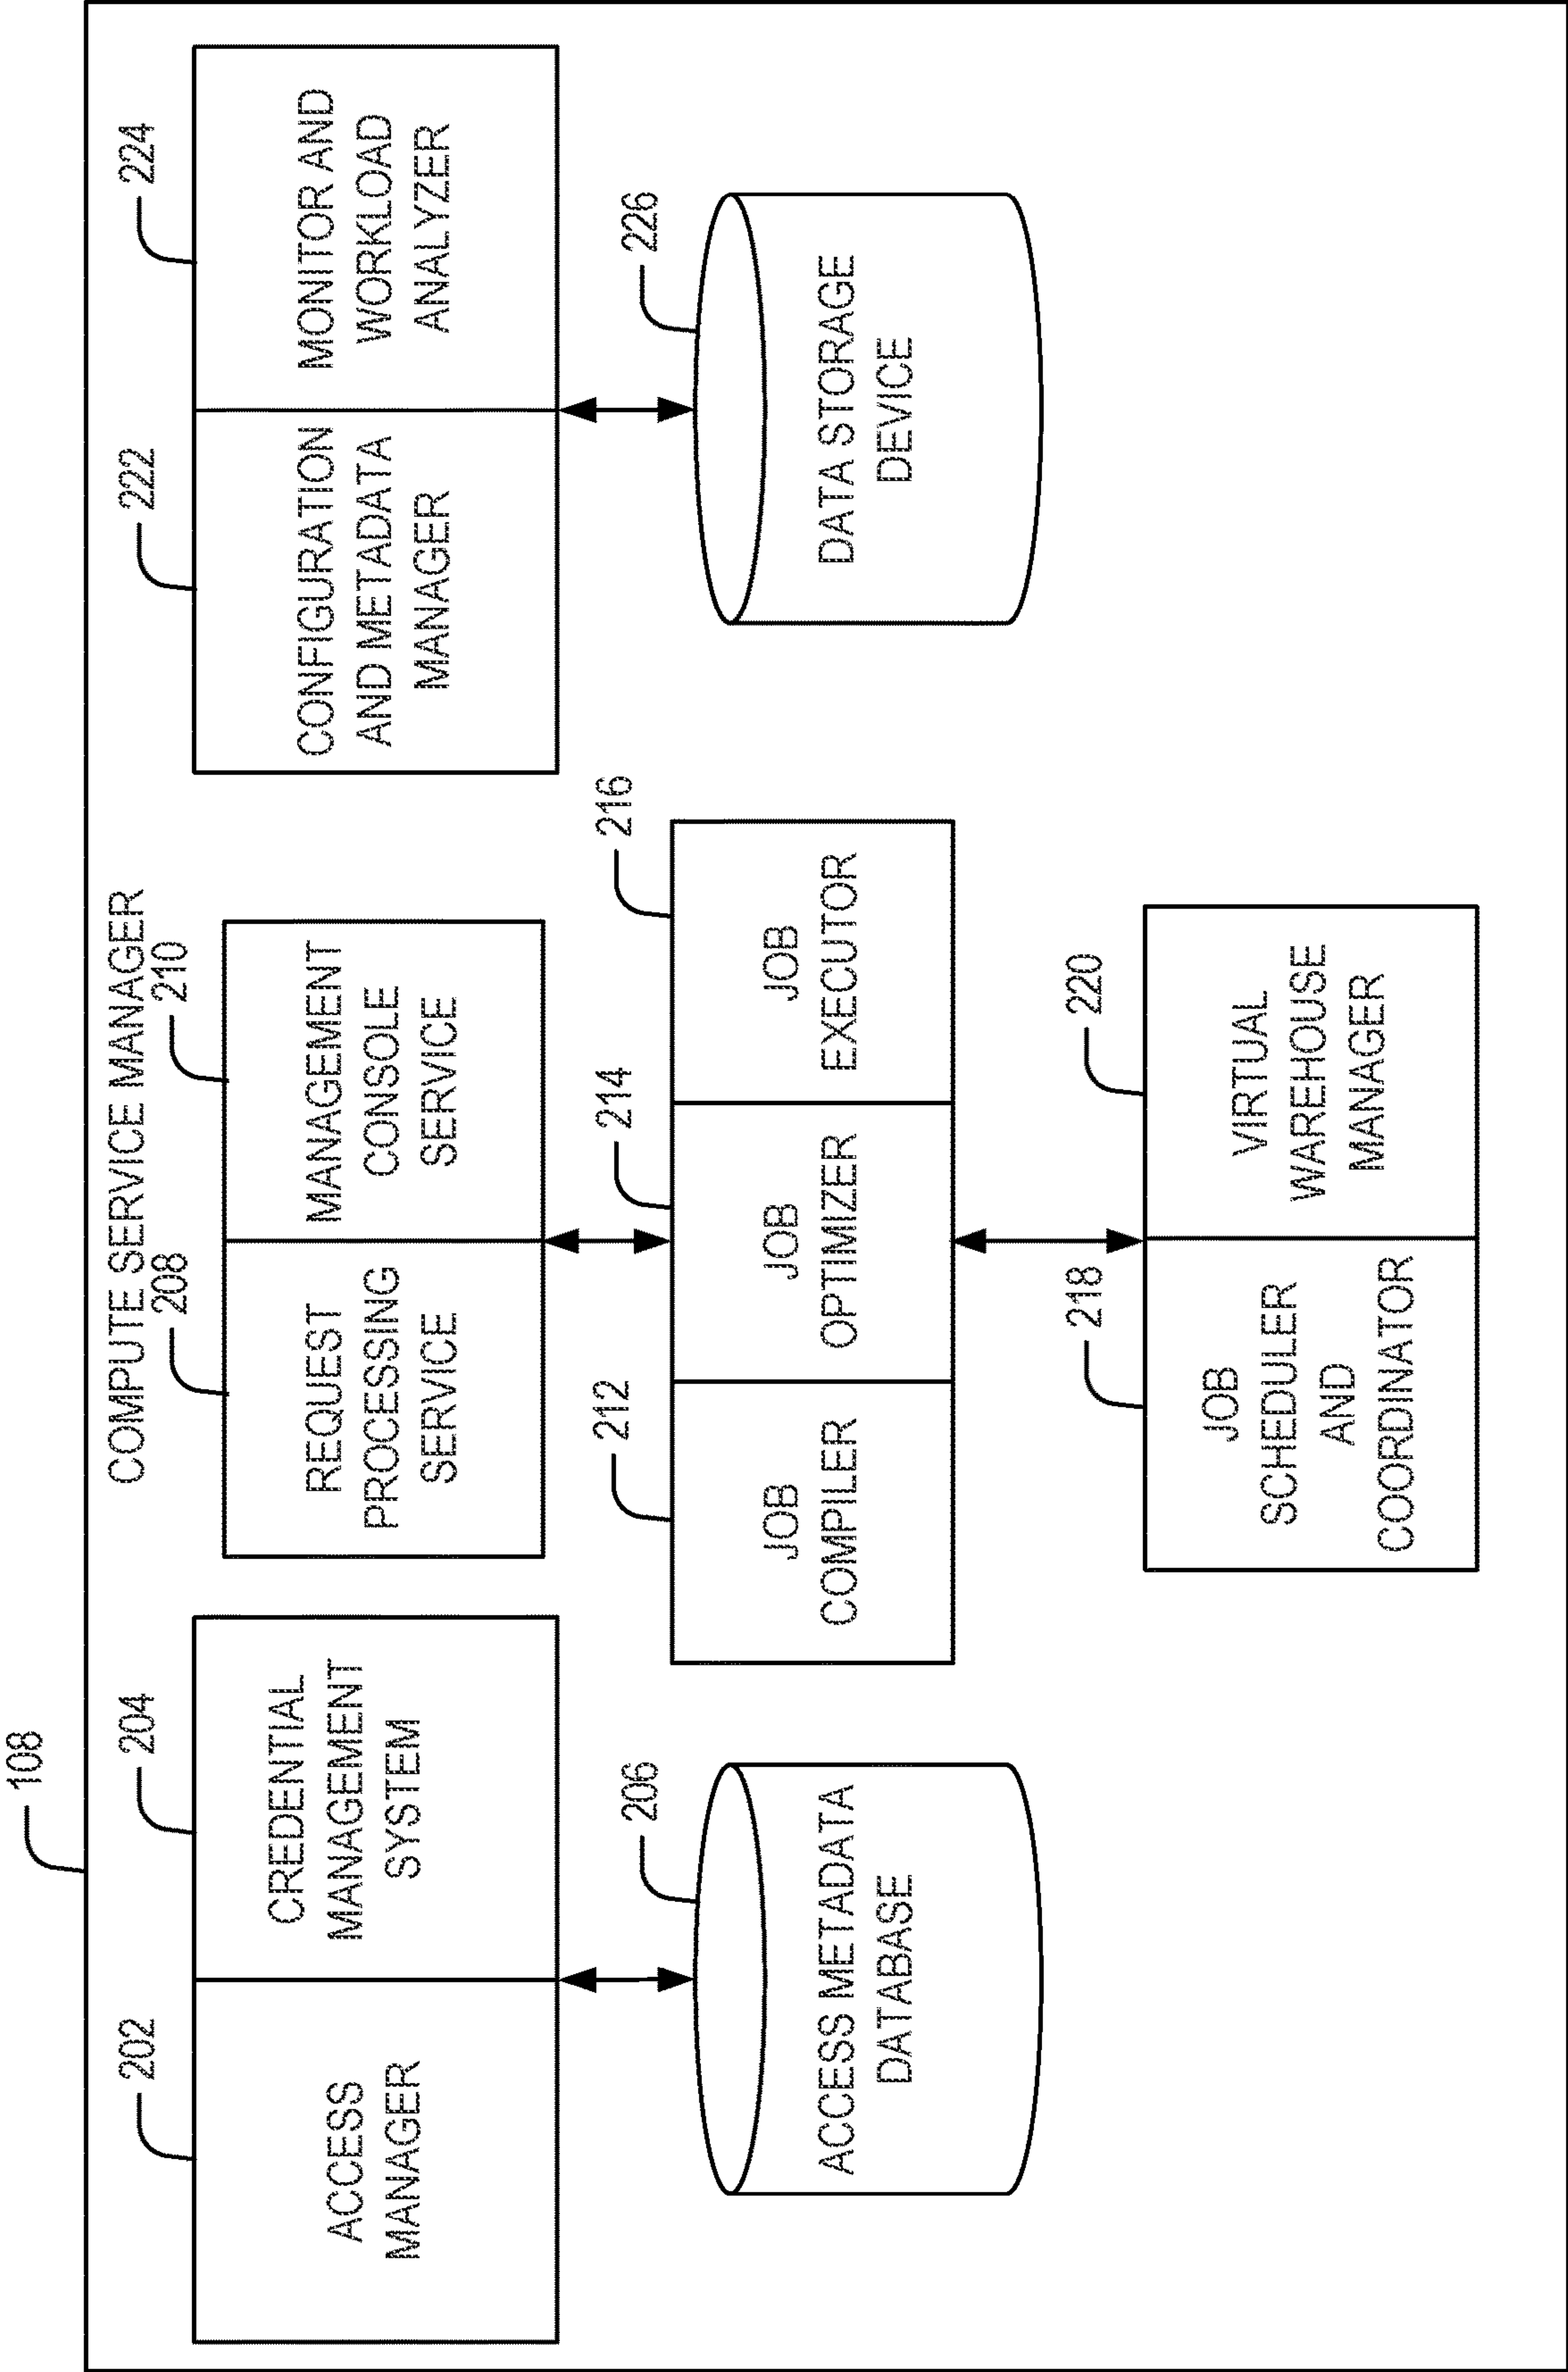 108
COMPUTE SERVICE MANAGER
202
204
ACCESS
MANAGER
CREDENTIAL
MANAGEMENT
SYSTEM
206
ACCESS METADATA
DATABASE
208
210
REQUEST
PROCESSING
SERVICE
MANAGEMENT
CONSOLE
SERVICE
212
214
216
JOB
COMPILER
JOB
OPTIMIZER
JOB
EXECUTOR
218
220
JOB
SCHEDULER
AND
COORDINATOR
VIRTUAL
WAREHOUSE
MANAGER
222
224
CONFIGURATION
AND METADATA
MANAGER
MONITOR AND
WORKLOAD
ANALYZER
226
DATA STORAGE
DEVICE